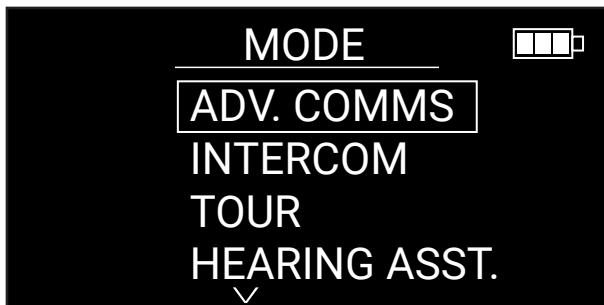 MODE
ADV. COMMS
INTERCOM
TOUR
HEARING ASST.